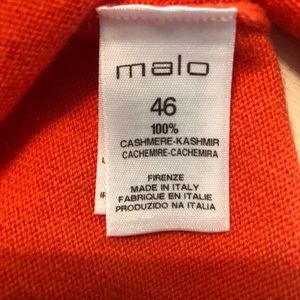 malo
46
100%
CASHMERE-KASHMIR
CACHEMIRE-CACHEMIRA
FIRENZE
MADE IN ITALY
FABRIQUE EN ITALIE
PRODUZIDO NA ITALIA